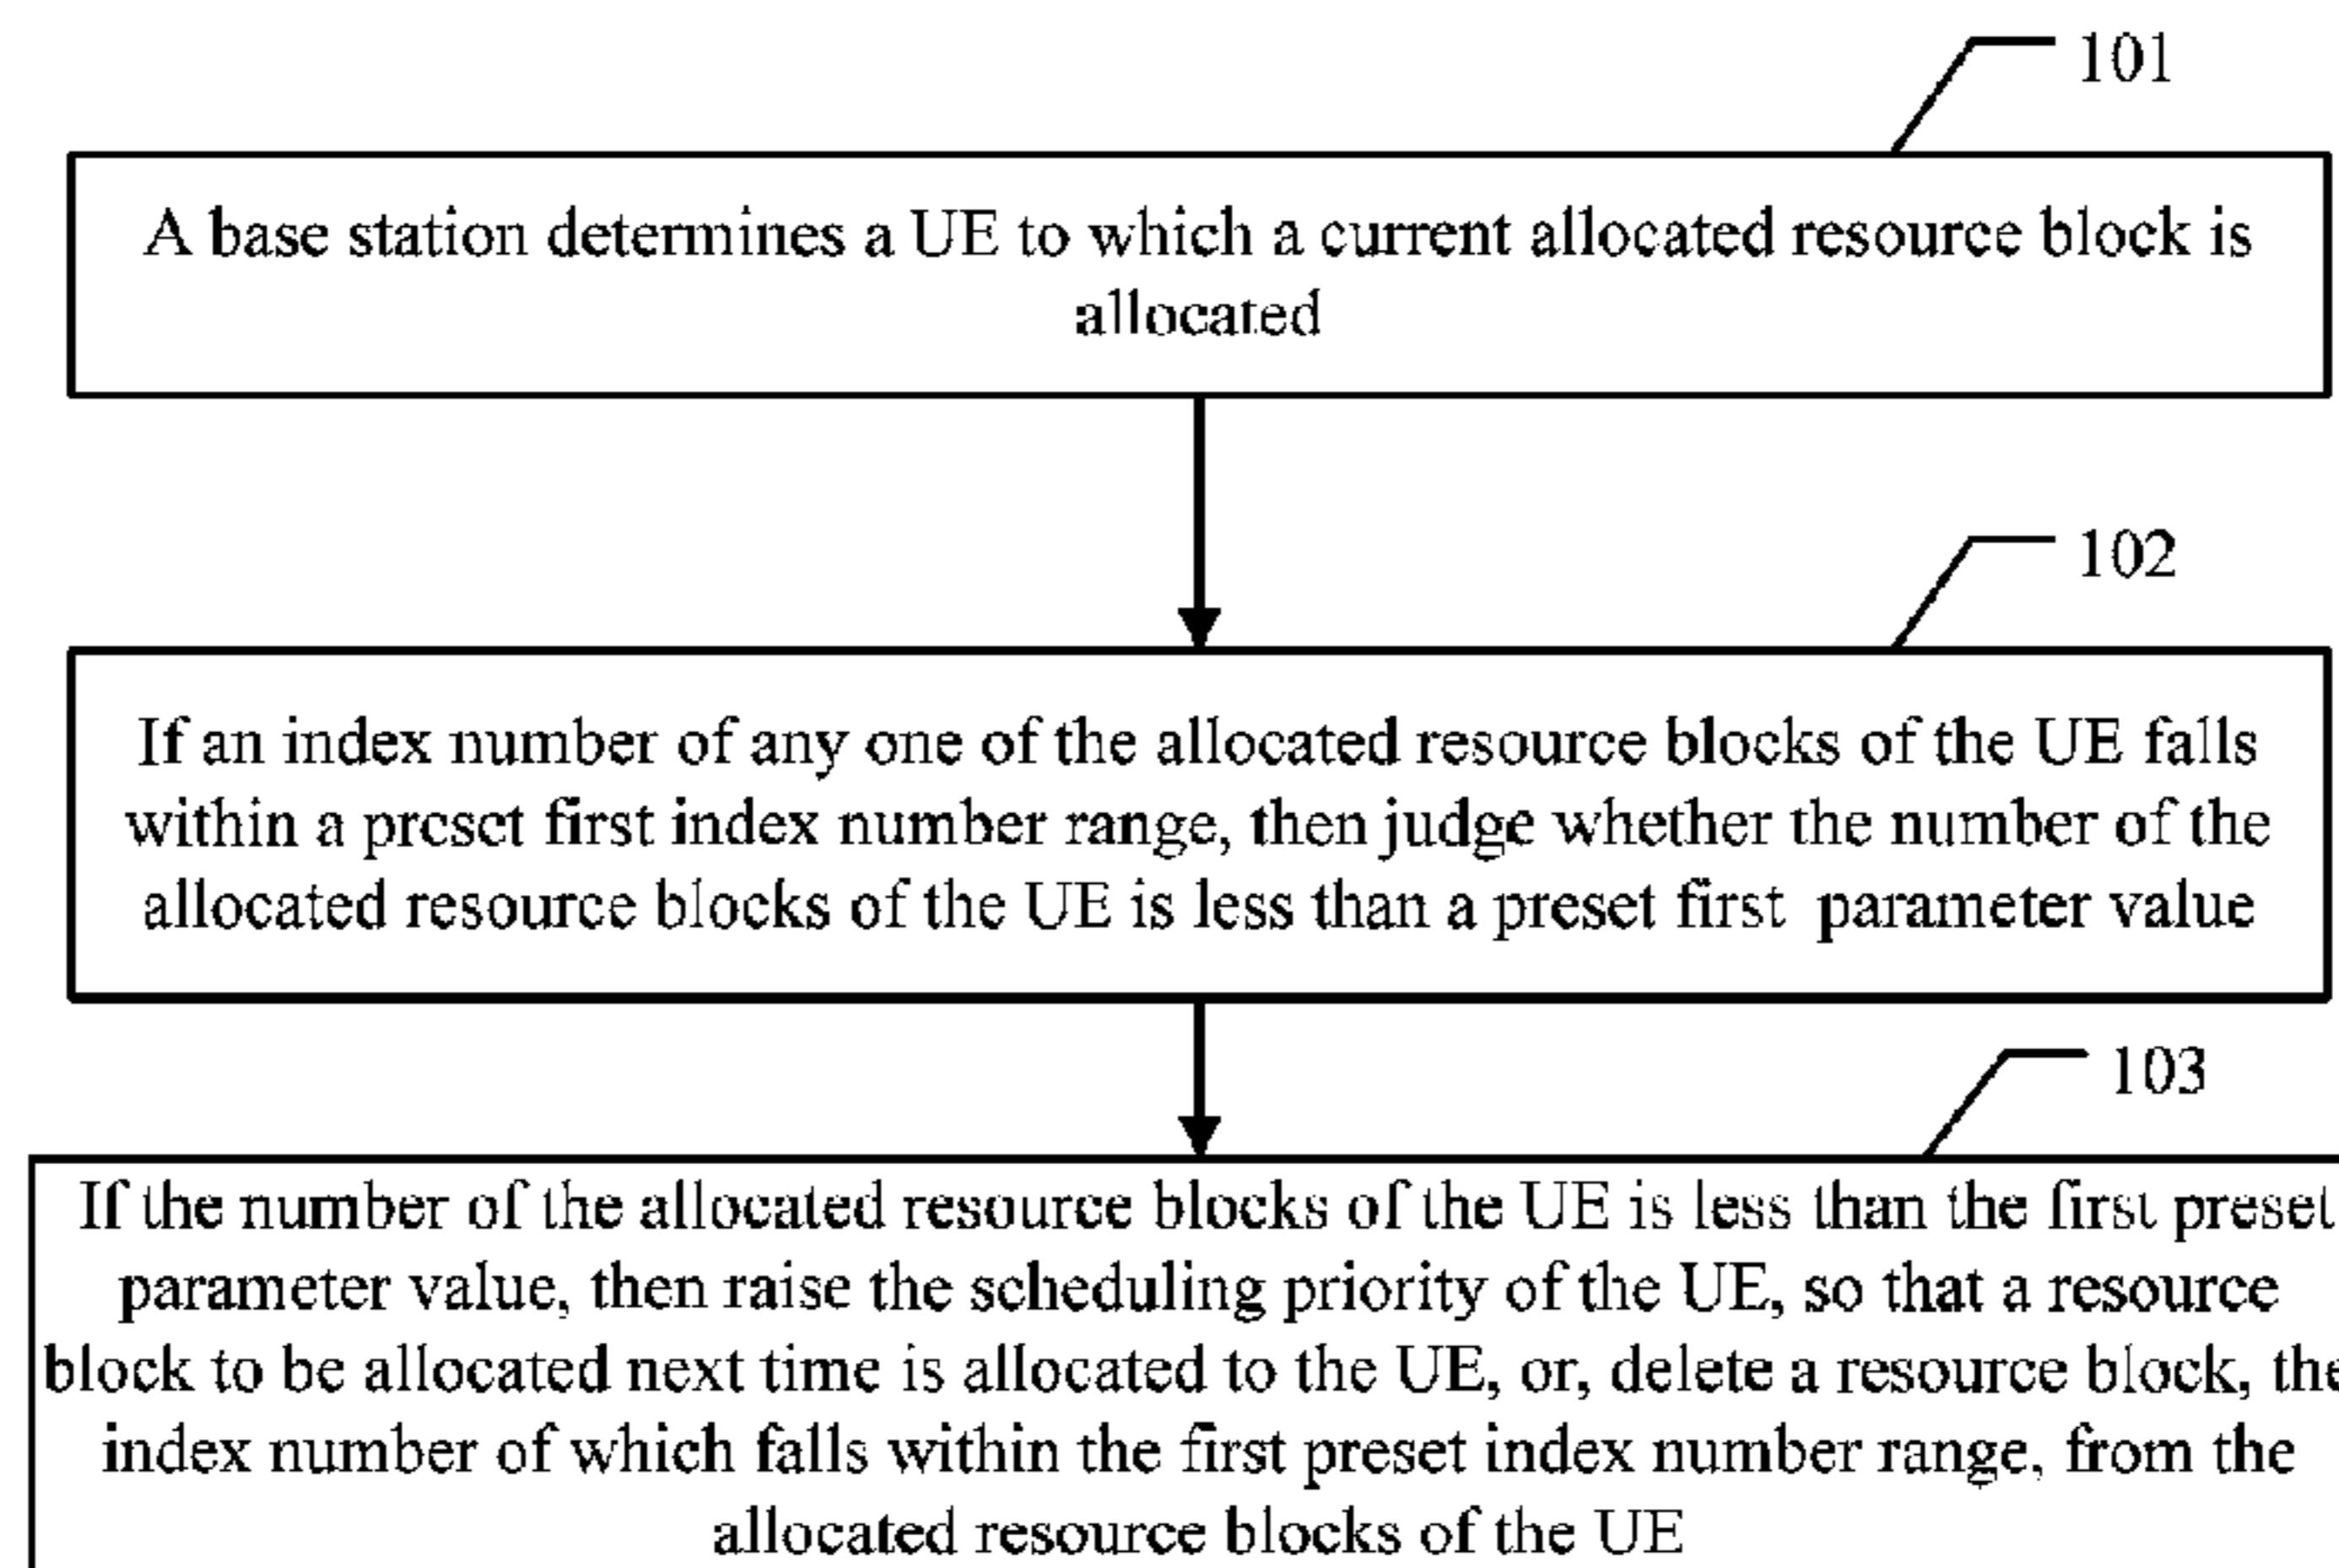 101
A base station determines a UE to which a current allocated resource block is
allocated
102
If an index number of any one of the allocated resource blocks of the UE falls
within a preset first index number range, then judge whether the number of the
allocated resource blocks of the UE is less than a preset first parameter value
103
If the number of the allocated resource blocks of the UE is less than the first preset
parameter value, then raise the scheduling priority of the UE, so that a resource
block to be allocated next time is allocated to the UE, or, delete a resource block, the
index number of which falls within the first preset index number range, from the
allocated resource blocks of the UE